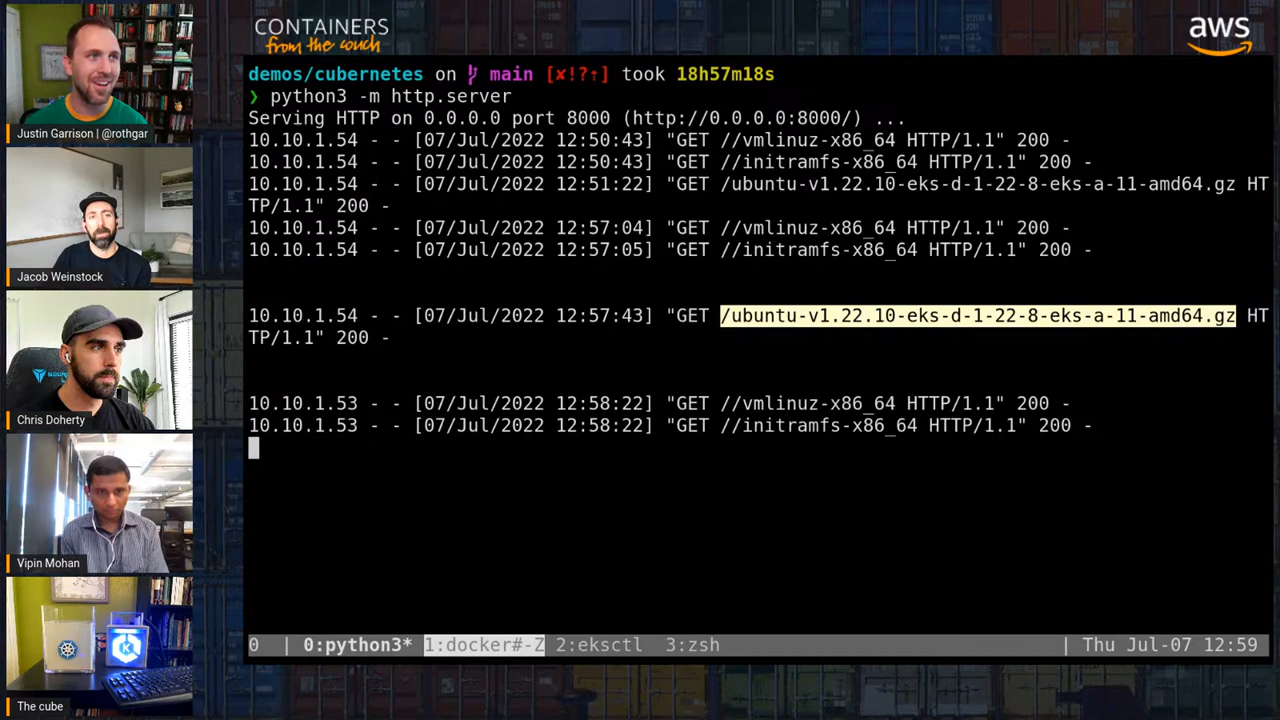 CONTAINERS
from the couch
aws
Justin Garrison | @rothgar
Jacob Weinstock
Chris Doherty
Vipin Mohan
The cube
demos/cubernetes on main [✘!?⇡] took 18h57m18s
❯ python3 -m http.server
Serving HTTP on 0.0.0.0 port 8000 (http://0.0.0.0:8000/) ...
10.10.1.54 - - [07/Jul/2022 12:50:43] "GET //vmlinuz-x86_64 HTTP/1.1" 200 -
10.10.1.54 - - [07/Jul/2022 12:50:43] "GET //initramfs-x86_64 HTTP/1.1" 200 -
10.10.1.54 - - [07/Jul/2022 12:51:22] "GET /ubuntu-v1.22.10-eks-d-1-22-8-eks-a-11-amd64.gz HT
TP/1.1" 200 -
10.10.1.54 - - [07/Jul/2022 12:57:04] "GET //vmlinuz-x86_64 HTTP/1.1" 200 -
10.10.1.54 - - [07/Jul/2022 12:57:05] "GET //initramfs-x86_64 HTTP/1.1" 200 -
10.10.1.54 - - [07/Jul/2022 12:57:43] "GET /ubuntu-v1.22.10-eks-d-1-22-8-eks-a-11-amd64.gz HT
TP/1.1" 200 -
10.10.1.53 - - [07/Jul/2022 12:58:22] "GET //vmlinuz-x86_64 HTTP/1.1" 200 -
10.10.1.53 - - [07/Jul/2022 12:58:22] "GET //initramfs-x86_64 HTTP/1.1" 200 -
0 | 0:python3* 1:docker#-Z 2:eksctl 3:zsh | Thu Jul-07 12:59